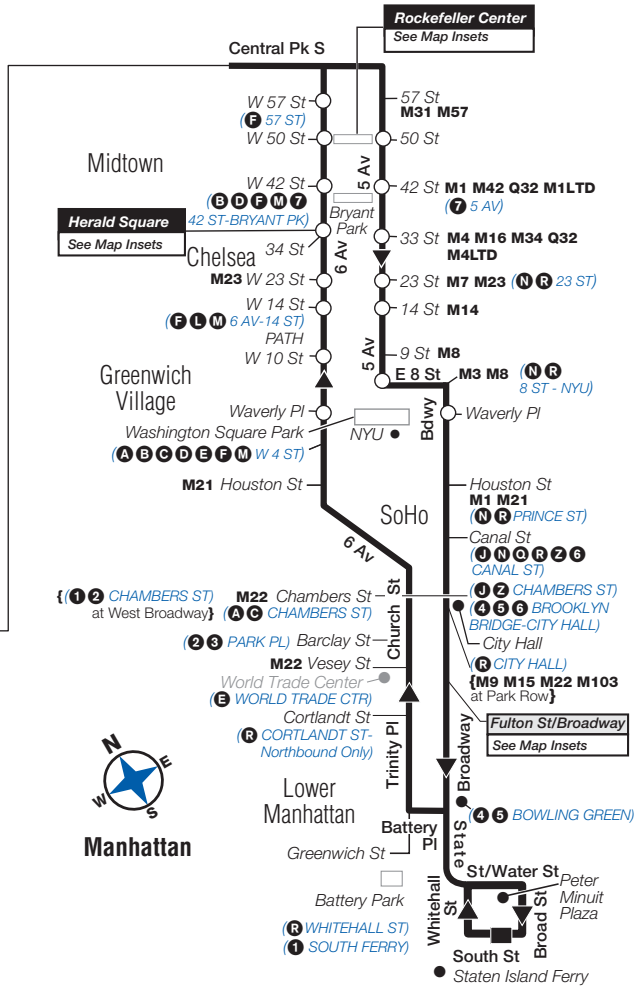 Rockefeller Center
See Map Insets
Central Pk S
W 57 St
(F 57 ST)
57 St
M31 M57
W 50 St
50 St
Midtown
W 42 St
(B D F M 7
42 ST-BRYANT PK)
5 Av
42 St M1 M42 Q32 M1LTD
(7 5 AV)
Bryant
Park
Herald Square
See Map Insets
34 St
6 Av
33 St M4 M16 M34 Q32
M4LTD
Chelsea
M23 W 23 St
23 St M7 M23 (N R 23 ST)
W 14 St
(F L M 6 AV-14 ST)
PATH
14 St M14
W 10 St
5 Av
9 St M8
E 8 St
M3 M8 (N R
8 ST - NYU)
Greenwich
Village
Waverly Pl
Washington Square Park
NYU
Bdwy
Waverly Pl
(A B C D E F M W 4 ST)
M21 Houston St
Houston St
M1 M21
(N R PRINCE ST)
SoHo
6 Av
Canal St
(J N Q R Z 6
CANAL ST)
{(1 2 CHAMBERS ST)
at West Broadway}
M22 Chambers St
(A C CHAMBERS ST)
Church St
(J Z CHAMBERS ST)
(4 5 6 BROOKLYN
BRIDGE-CITY HALL)
City Hall
(2 3 PARK PL) Barclay St
(R CITY HALL)
M22 Vesey St
{M9 M15 M22 M103
at Park Row}
World Trade Center
(E WORLD TRADE CTR)
Cortlandt St
(R CORTLANDT ST-
Northbound Only)
Trinity Pl
Broadway
Fulton St/Broadway
See Map Insets
N
E
W
S
Manhattan
Lower
Manhattan
Battery
Pl
State
(4 5 BOWLING GREEN)
Greenwich St
St/Water St
Battery Park
Whitehall
St
Broad St
Peter
Minuit
Plaza
(R WHITEHALL ST)
(1 SOUTH FERRY)
South St
Staten Island Ferry